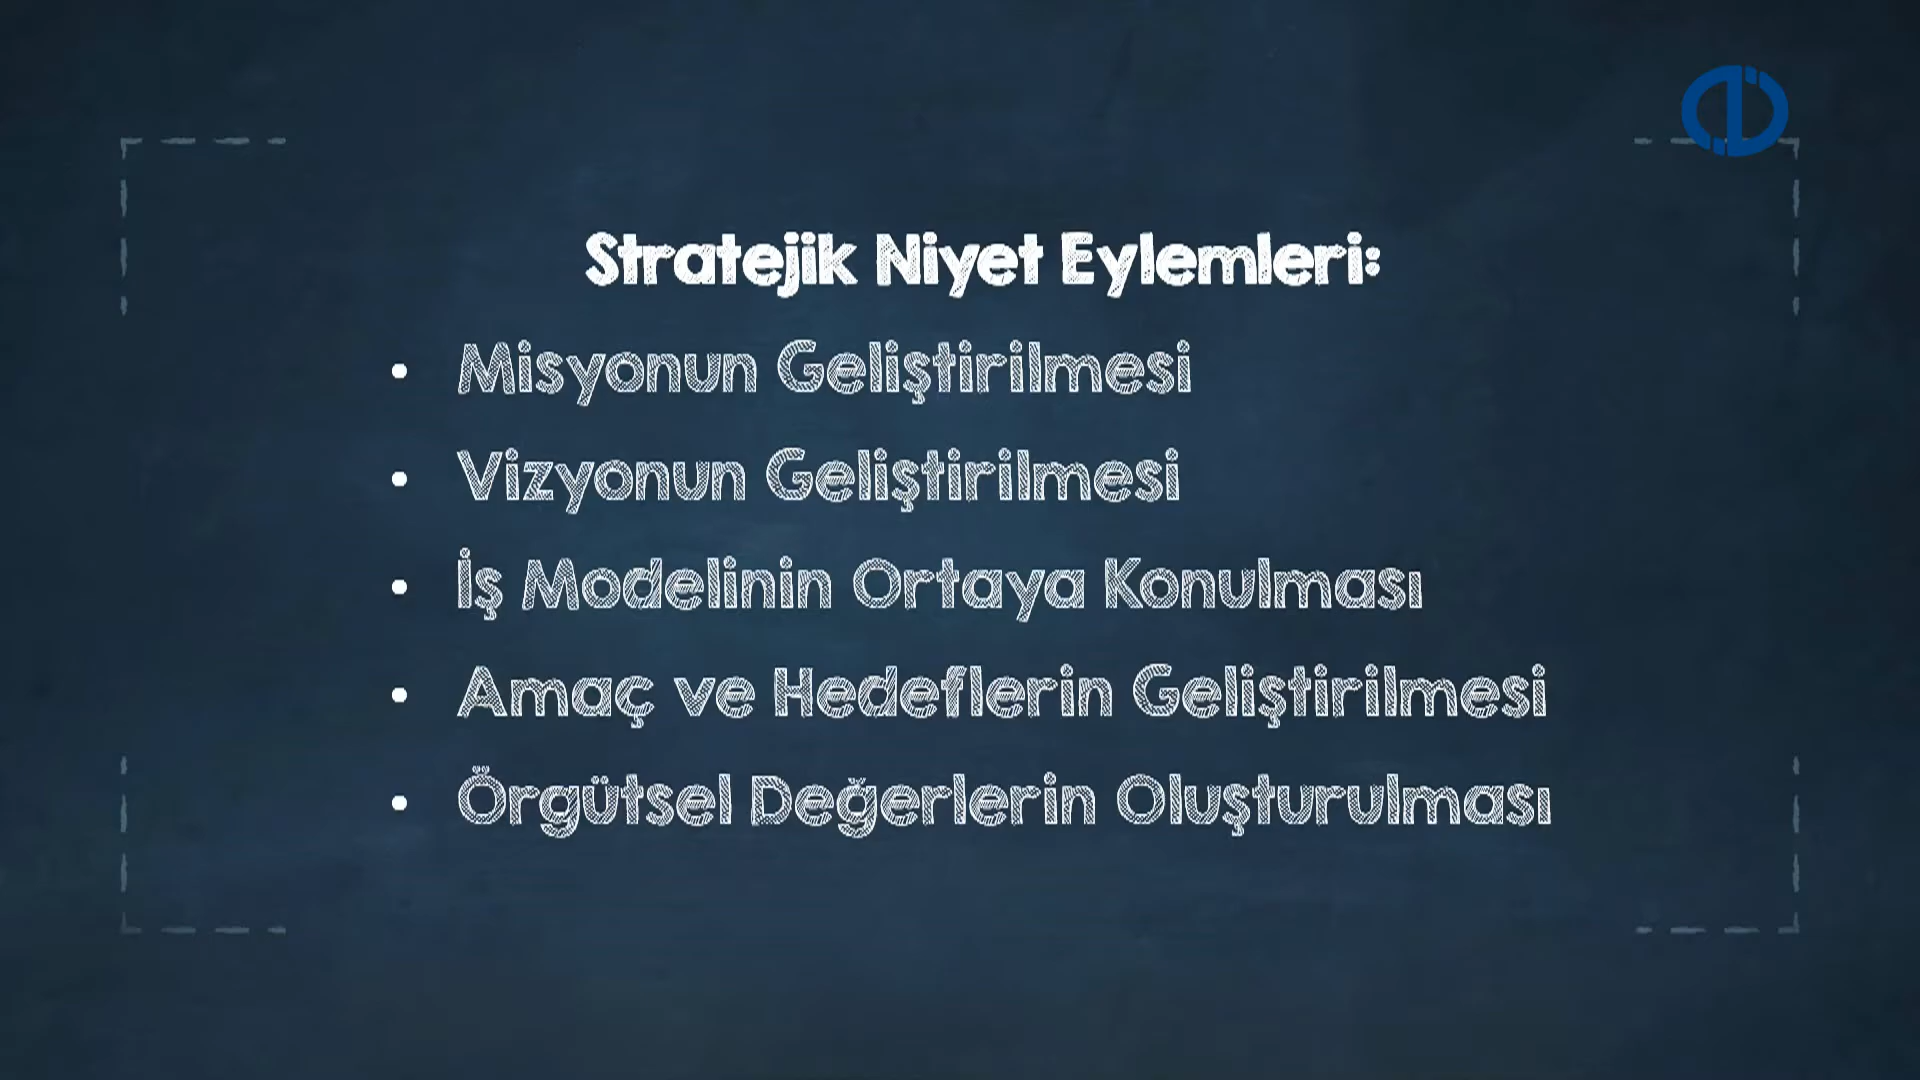 Stratejik Niyet Eylemleri:
• Misyonun Geliştirilmesi
• Vizyonun Geliştirilmesi
• İş Modelinin Ortaya Konulması
• Amaç ve Hedeflerin Geliştirilmesi
• Örgütsel Değerlerin Oluşturulması